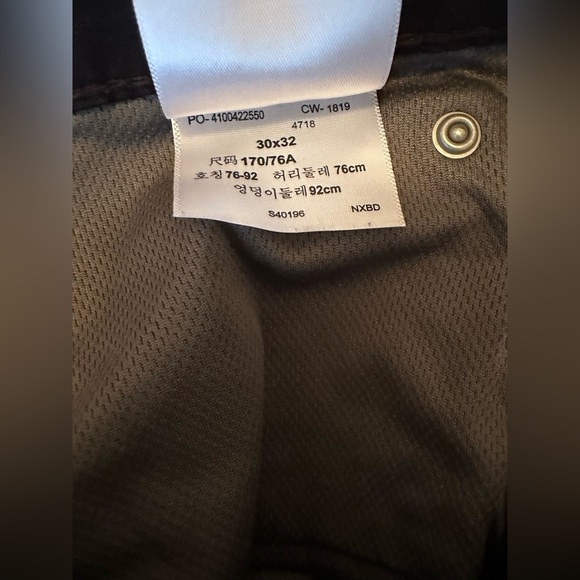 PO- 4100422550 CW- 1819
4718
30x32
尺码 170/76A
호칭 76-92 허리둘레 76cm
엉덩이둘레 92cm
S40196 NXBD